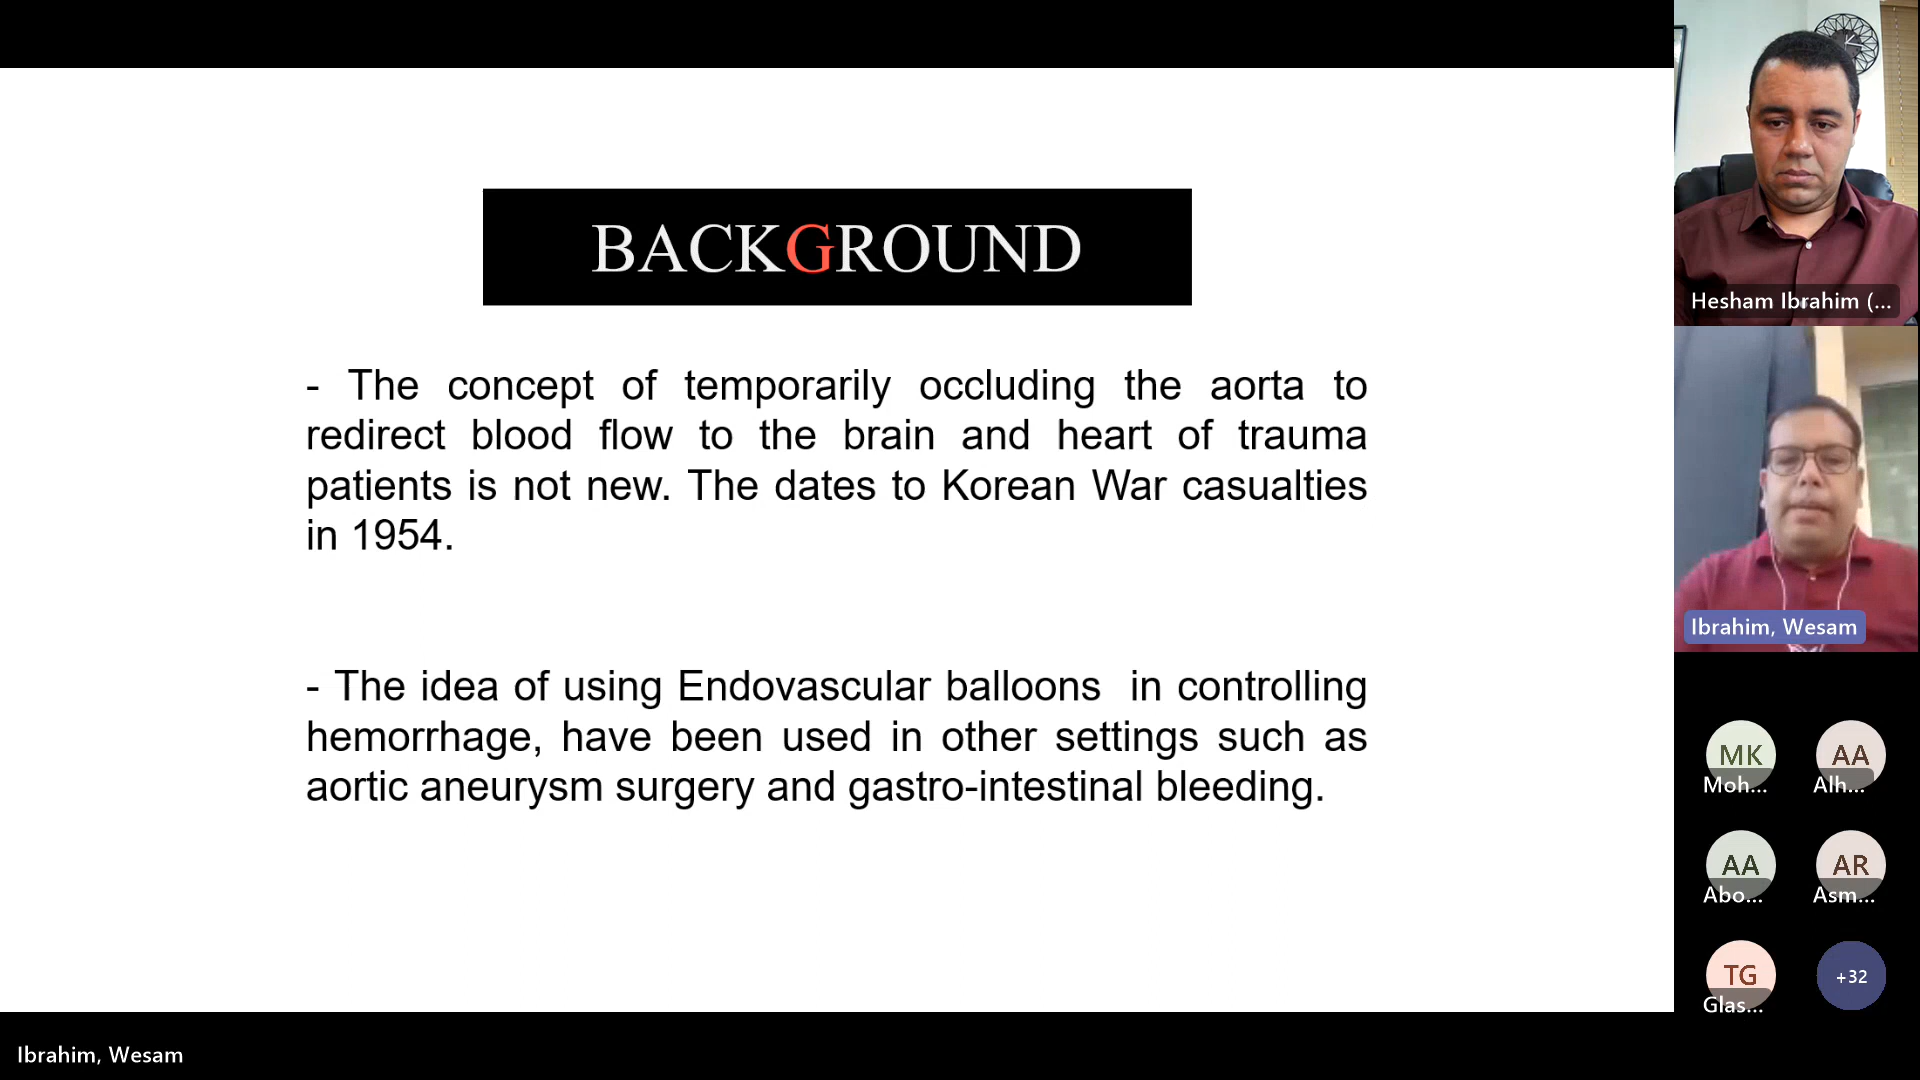 BACKGROUND
- The concept of temporarily occluding the aorta to
redirect blood flow to the brain and heart of trauma
patients is not new. The dates to Korean War casualties
in 1954.
- The idea of using Endovascular balloons in controlling
hemorrhage, have been used in other settings such as
aortic aneurysm surgery and gastro-intestinal bleeding.
Hesham Ibrahim (...
Ibrahim, Wesam
MK
Moh...
AA
Alh...
AA
Abo...
AR
Asm...
TG
Glas...
+32
Ibrahim, Wesam